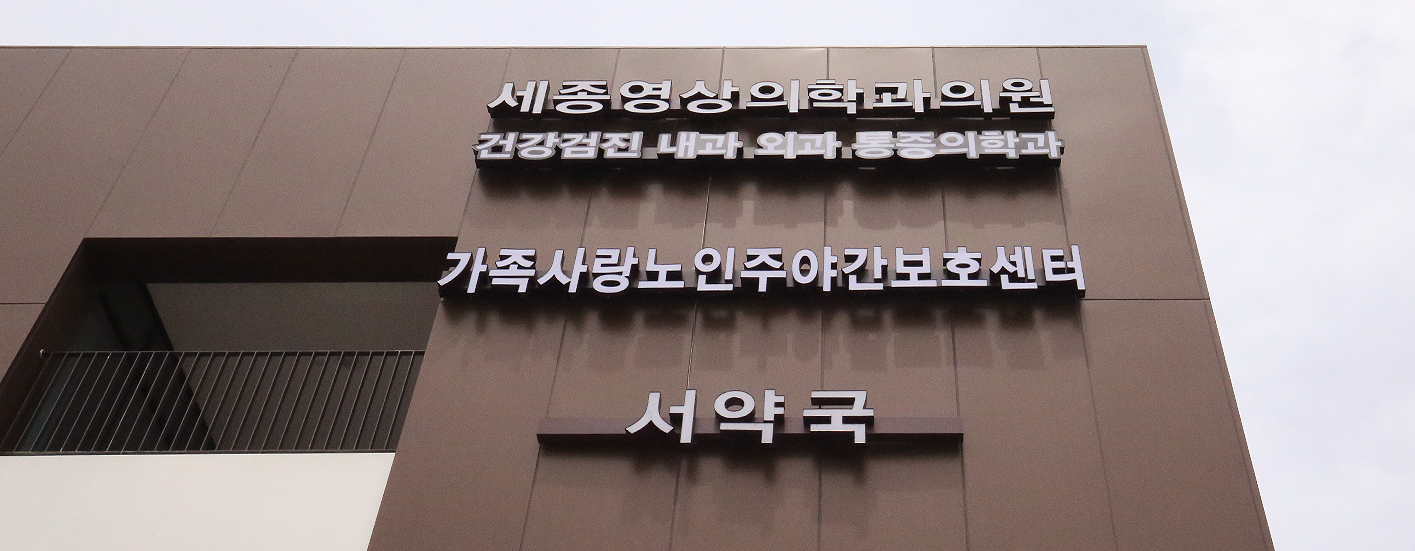 세종영상의학과의원
건강검진 내과 외과 통증의학과
가족사랑노인주야간보호센터
서약국